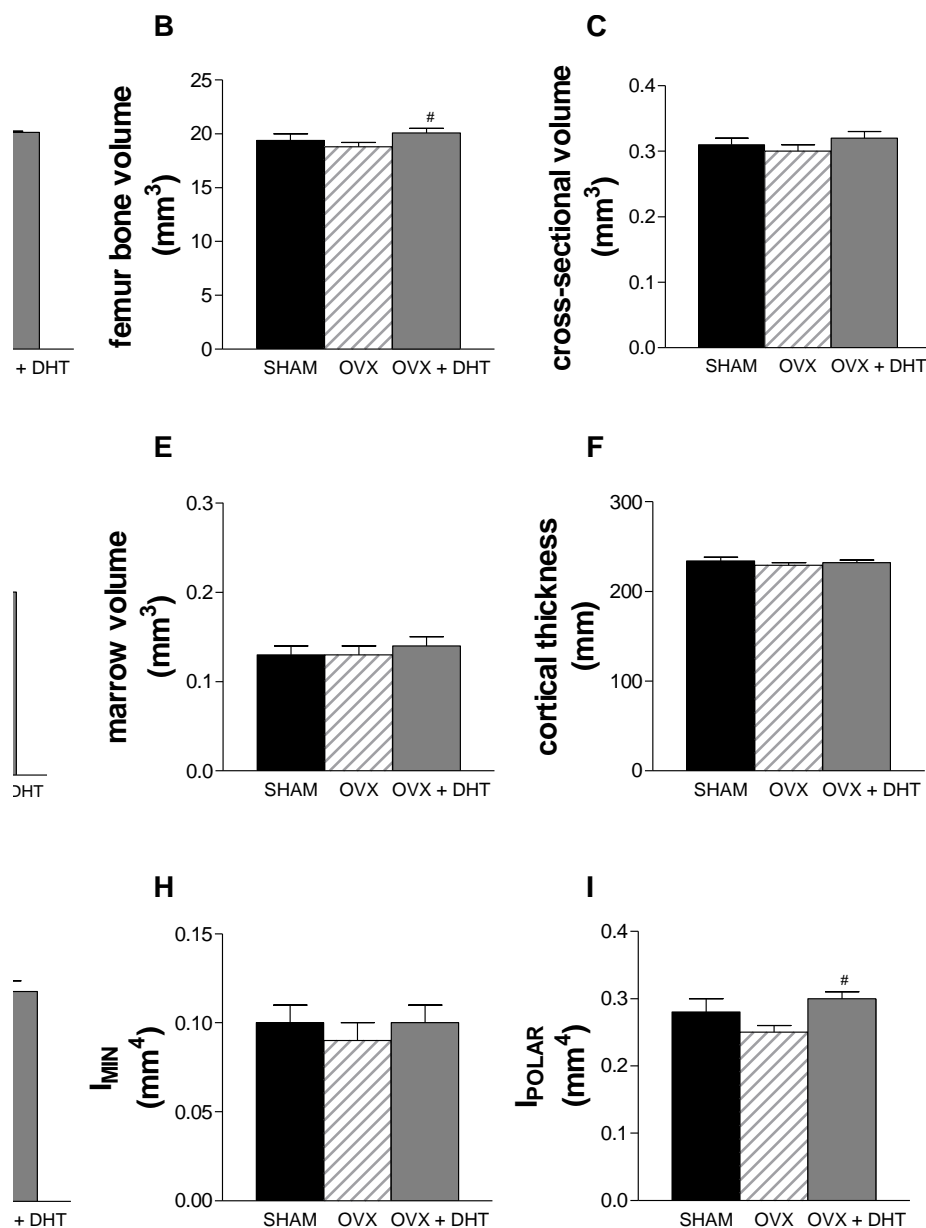 B
femur bone volume
(mm³)
25
20
15
10
5
0
#
SHAM OVX OVX + DHT
C
cross-sectional volume
(mm³)
0.4
0.3
0.2
0.1
0.0
SHAM OVX OVX + DHT
+ DHT
E
marrow volume
(mm³)
0.3
0.2
0.1
0.0
SHAM OVX OVX + DHT
F
cortical thickness
(mm)
300
200
100
0
SHAM OVX OVX + DHT
DHT
H
I_MIN
(mm⁴)
0.15
0.10
0.05
0.00
SHAM OVX OVX + DHT
I
I_POLAR
(mm⁴)
0.4
0.3
0.2
0.1
0.0
#
SHAM OVX OVX + DHT
+ DHT